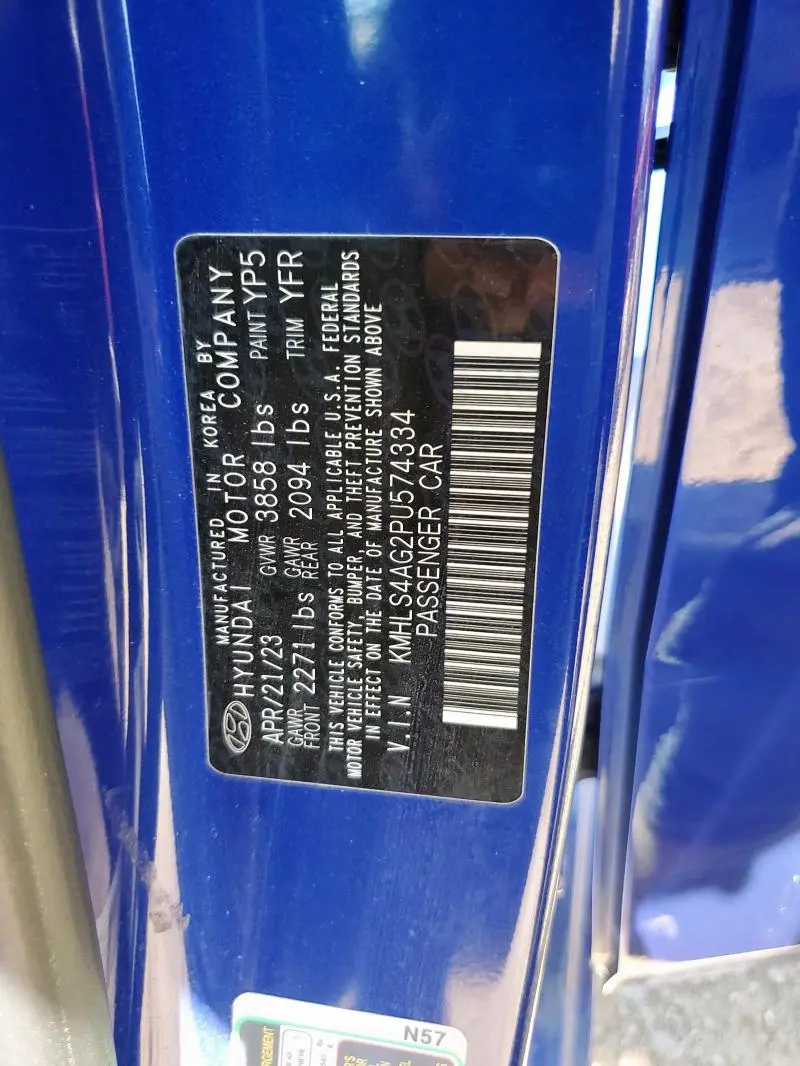 MANUFACTURED IN KOREA BY
HYUNDAI MOTOR COMPANY
APR/21/23 GVWR 3858 lbs PAINT YP5
GAWR FRONT 2271 lbs GAWR REAR 2094 lbs TRIM YFR
THIS VEHICLE CONFORMS TO ALL APPLICABLE U.S.A. FEDERAL
MOTOR VEHICLE SAFETY, BUMPER, AND THEFT PREVENTION STANDARDS
IN EFFECT ON THE DATE OF MANUFACTURE SHOWN ABOVE
V.I.N KMHLS4AG2PU574334
PASSENGER CAR
N57